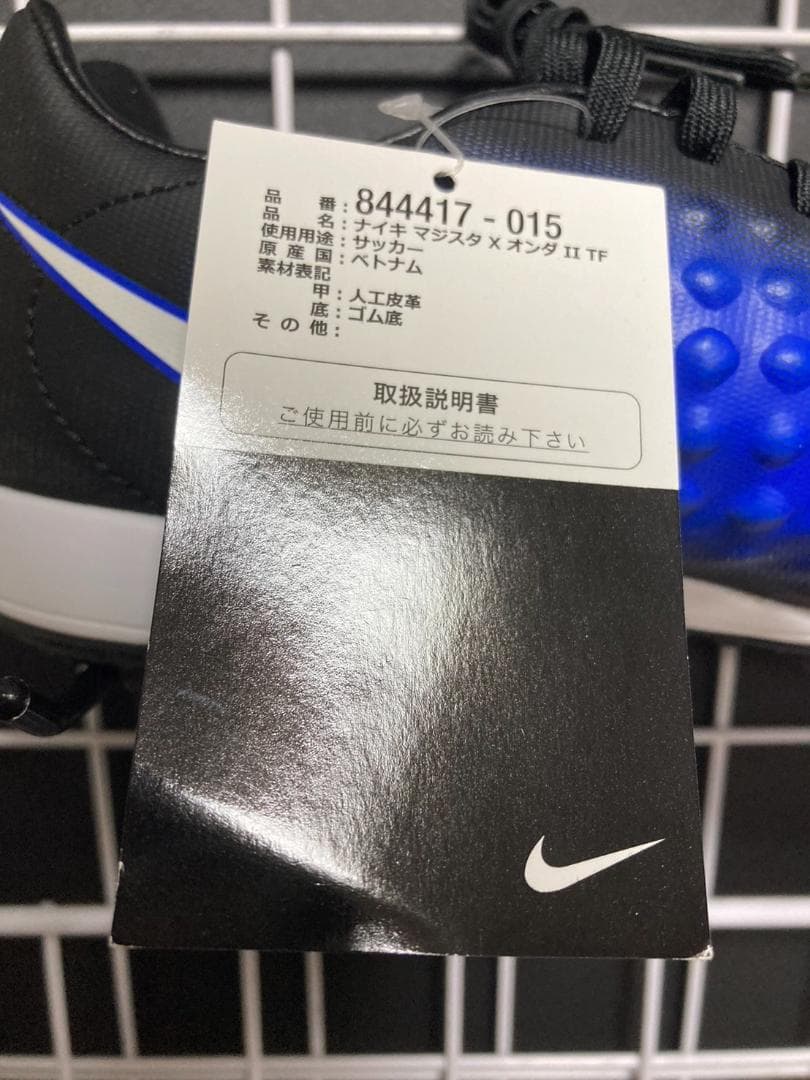 品番：844417 - 015
品名：ナイキ マジスタ X オンダ II TF
使用用途：サッカー
原産国：ベトナム
素材表記
甲：人工皮革
底：ゴム底
その他：
取扱説明書
ご使用前に必ずお読み下さい